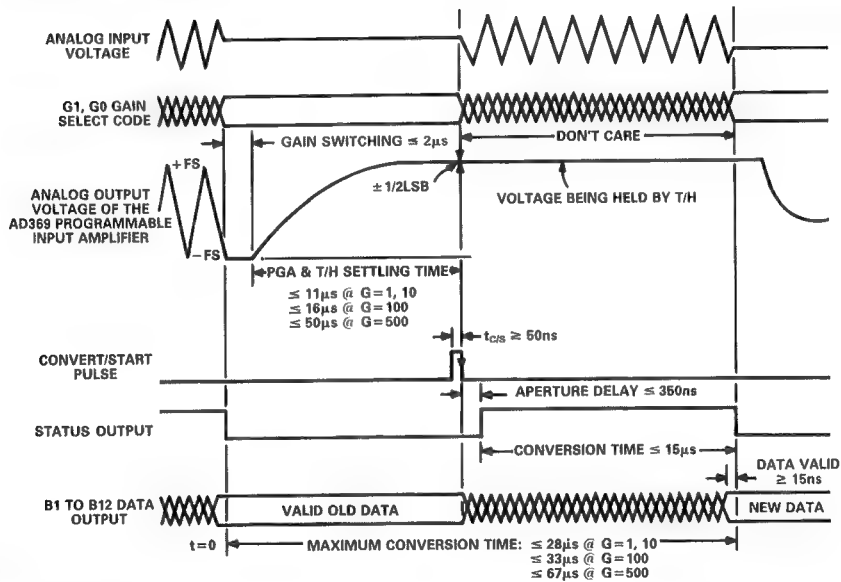 ANALOG INPUT
VOLTAGE
G1, G0 GAIN
SELECT CODE
GAIN SWITCHING ≤ 2μs
DON'T CARE
+FS
ANALOG OUTPUT
VOLTAGE OF THE
AD369 PROGRAMMABLE
INPUT AMPLIFIER
−FS
±1/2LSB
VOLTAGE BEING HELD BY T/H
PGA & T/H SETTLING TIME
≤ 11μs @ G=1, 10
≤ 16μs @ G=100
≤ 50μs @ G=500
tC/S ≥ 50ns
CONVERT/START
PULSE
APERTURE DELAY ≤ 350ns
STATUS OUTPUT
CONVERSION TIME ≤ 15μs
DATA VALID
≥ 15ns
B1 TO B12 DATA
OUTPUT
VALID OLD DATA
NEW DATA
t=0
MAXIMUM CONVERSION TIME: ≤ 28μs @ G=1, 10
≤ 33μs @ G=100
≤ 67μs @ G=500